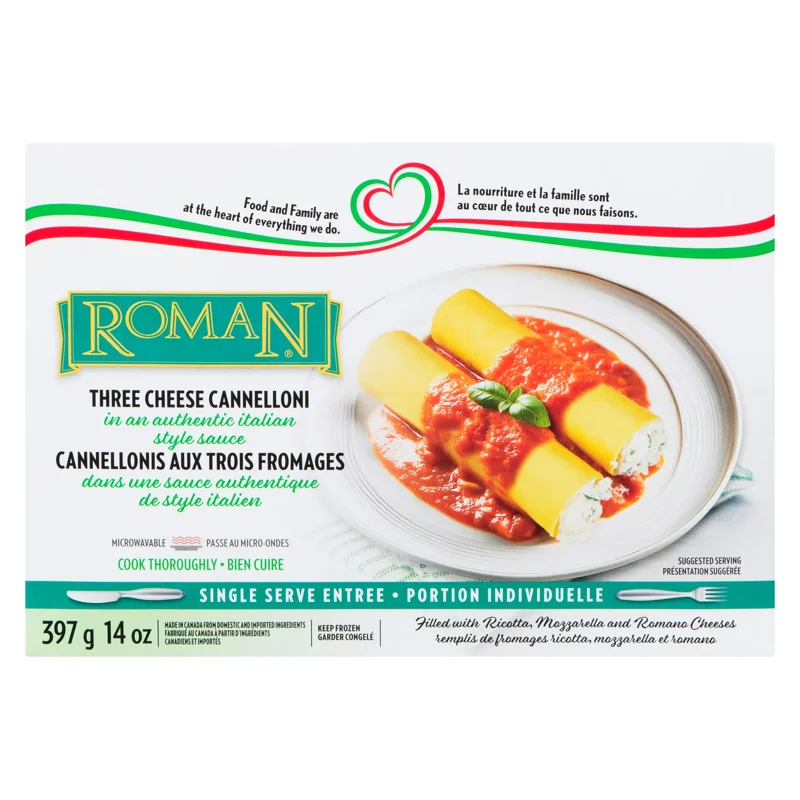 Food and Family are
at the heart of everything we do.
La nourriture et la famille sont
au cœur de tout ce que nous faisons.
ROMAN®
THREE CHEESE CANNELLONI
in an authentic italian
style sauce
CANNELLONIS AUX TROIS FROMAGES
dans une sauce authentique
de style italien
MICROWAVABLE PASSE AU MICRO-ONDES
COOK THOROUGHLY • BIEN CUIRE
SUGGESTED SERVING
PRÉSENTATION SUGGÉRÉE
SINGLE SERVE ENTREE • PORTION INDIVIDUELLE
397 g 14 oz
MADE IN CANADA FROM DOMESTIC AND IMPORTED INGREDIENTS
FABRIQUÉ AU CANADA À PARTIR D'INGRÉDIENTS
CANADIENS ET IMPORTÉS
KEEP FROZEN
GARDER CONGELÉ
Filled with Ricotta, Mozzarella and Romano Cheeses
remplis de fromages ricotta, mozzarella et romano